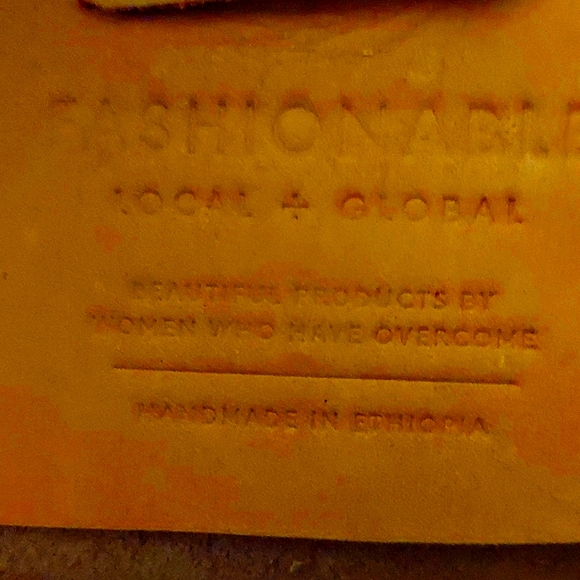 FASHIONABLE
LOCAL + GLOBAL
BEAUTIFUL PRODUCTS BY
WOMEN WHO HAVE OVERCOME
HANDMADE IN ETHIOPIA